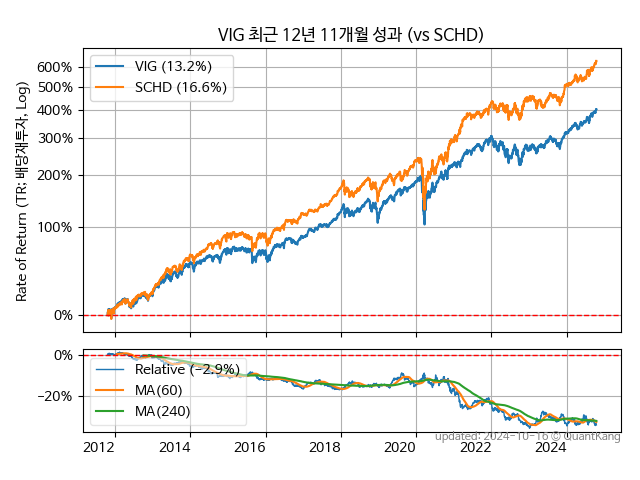 VIG 최근 12년 11개월 성과 (vs SCHD)
Rate of Return (TR: 배당재투자, Log)
600%
500%
400%
300%
200%
100%
0%
VIG (13.2%)
SCHD (16.6%)
0%
−20%
Relative (−2.9%)
MA(60)
MA(240)
2012 2014 2016 2018 2020 2022 2024
updated: 2024-10-16 © QuantKang